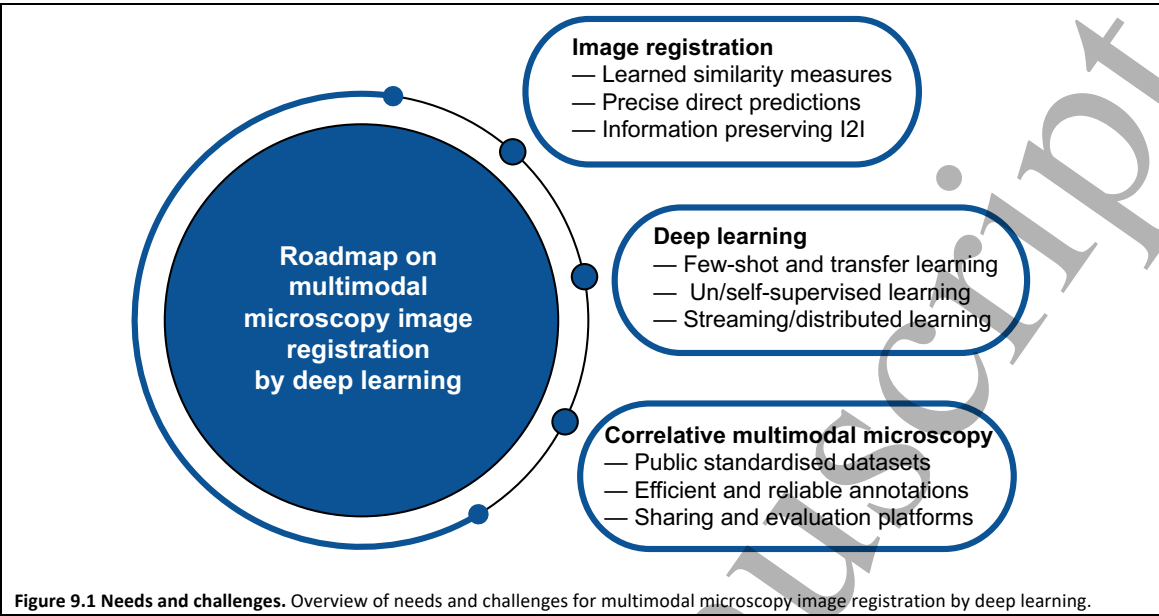 Image registration
— Learned similarity measures
— Precise direct predictions
— Information preserving I2I
Roadmap on
multimodal
microscopy image
registration
by deep learning
Deep learning
— Few-shot and transfer learning
— Un/self-supervised learning
— Streaming/distributed learning
Correlative multimodal microscopy
— Public standardised datasets
— Efficient and reliable annotations
— Sharing and evaluation platforms
Figure 9.1 Needs and challenges. Overview of needs and challenges for multimodal microscopy image registration by deep learning.
uscript